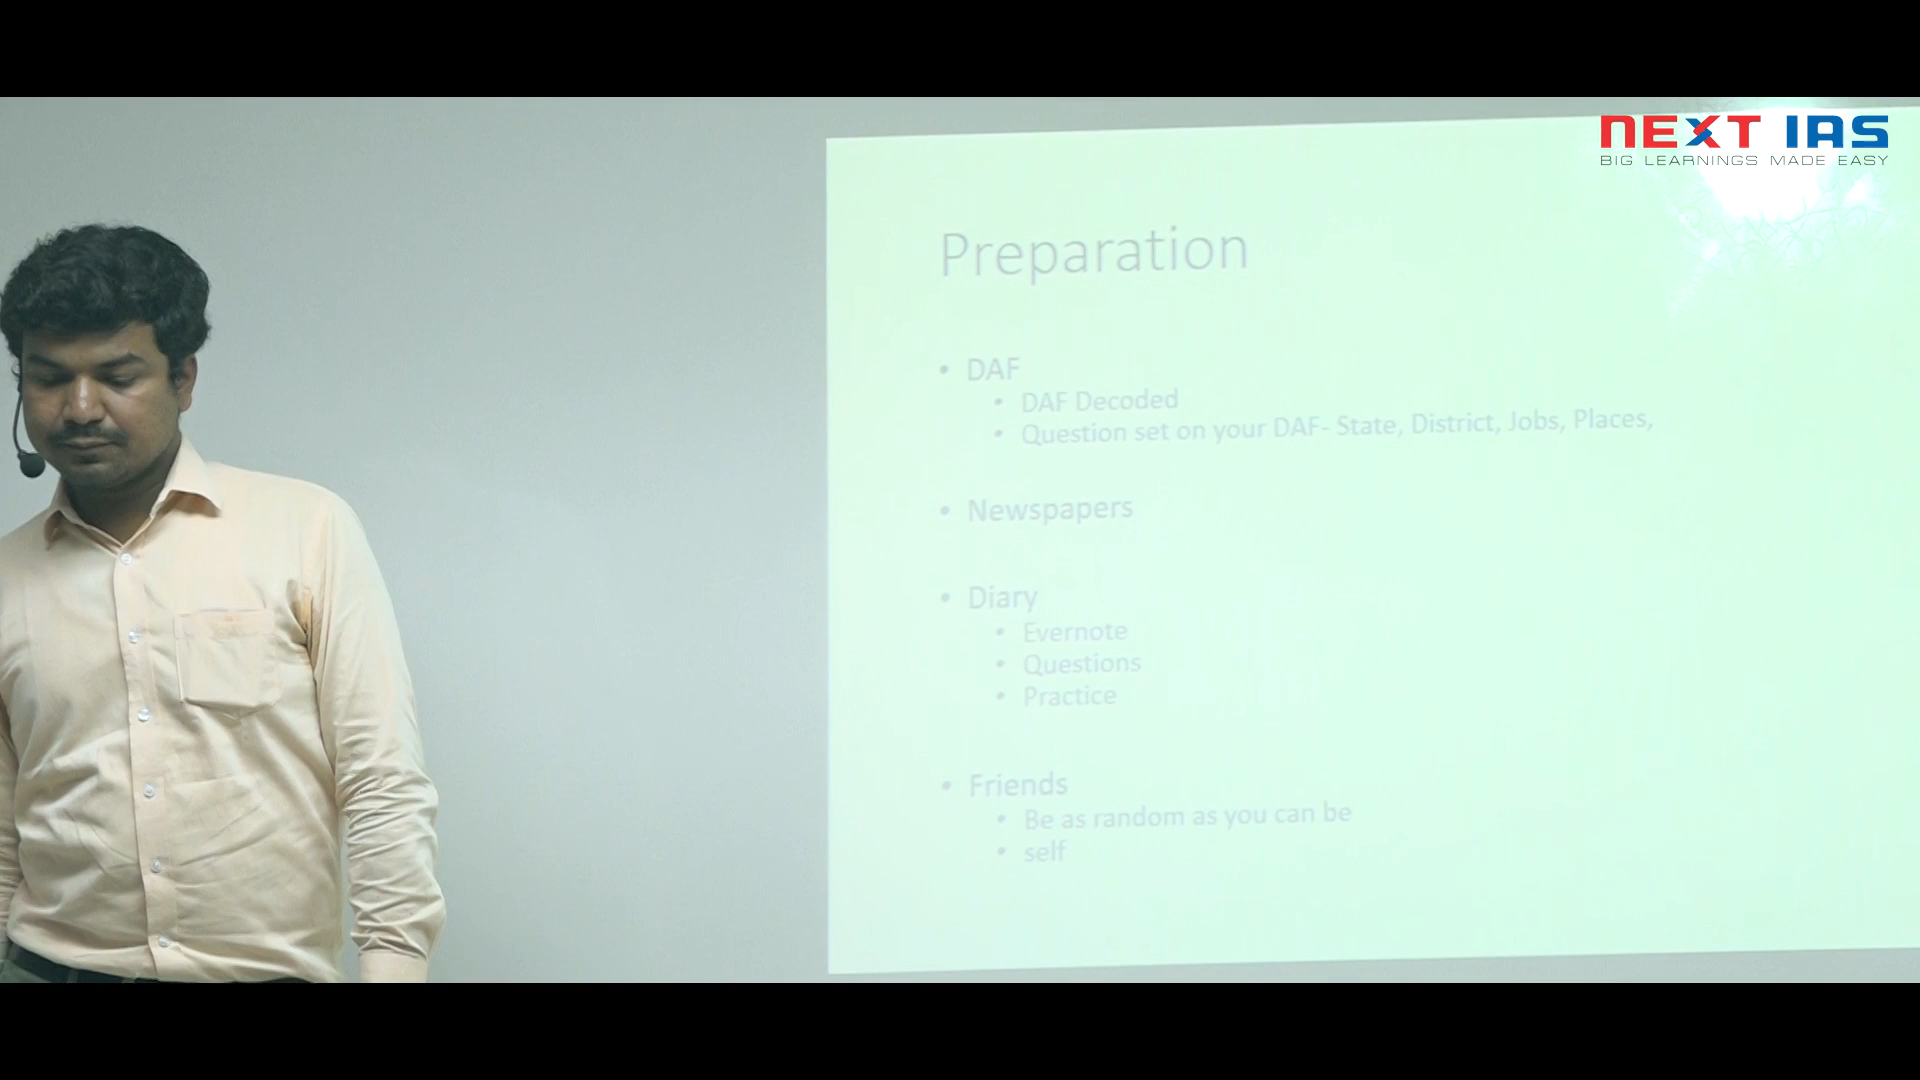 NEXT IAS
BIG LEARNINGS MADE EASY
Preparation
• DAF
• DAF Decoded
• Question set on your DAF- State, District, Jobs, Places,
• Newspapers
• Diary
• Evernote
• Questions
• Practice
• Friends
• Be as random as you can be
• self